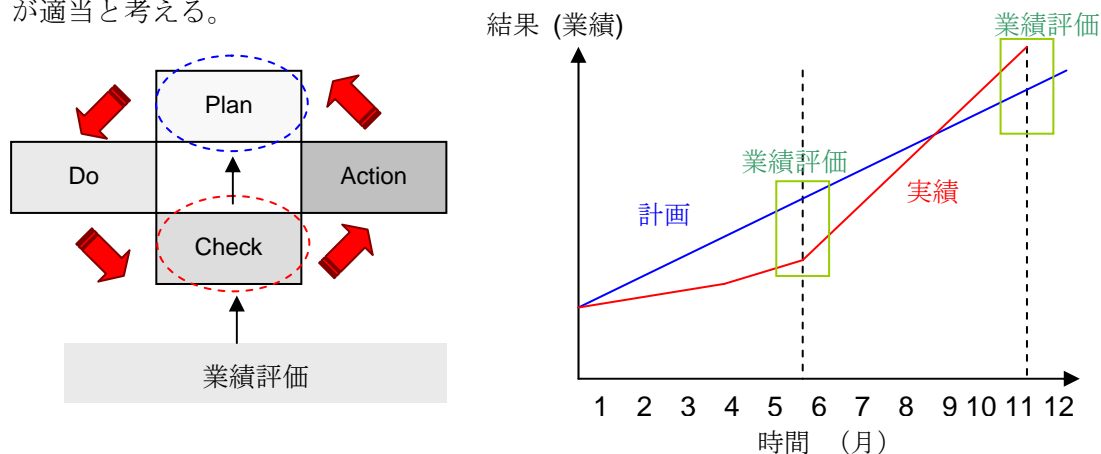 が適当と考える。
Plan
Do
Action
Check
業績評価
結果 (業績)
業績評価
業績評価
計画
実績
1 2 3 4 5 6 7 8 9 10 11 12
時間 (月)